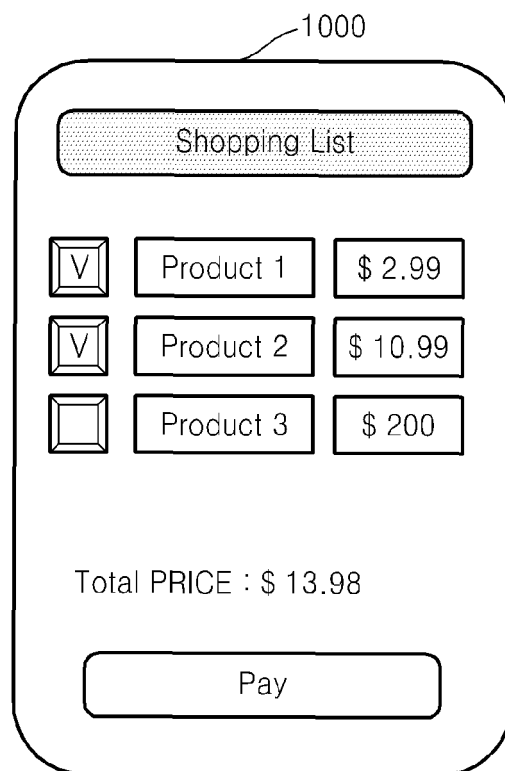 1000
Shopping List
V Product 1 $ 2.99
V Product 2 $ 10.99
Product 3 $ 200
Total PRICE : $ 13.98
Pay